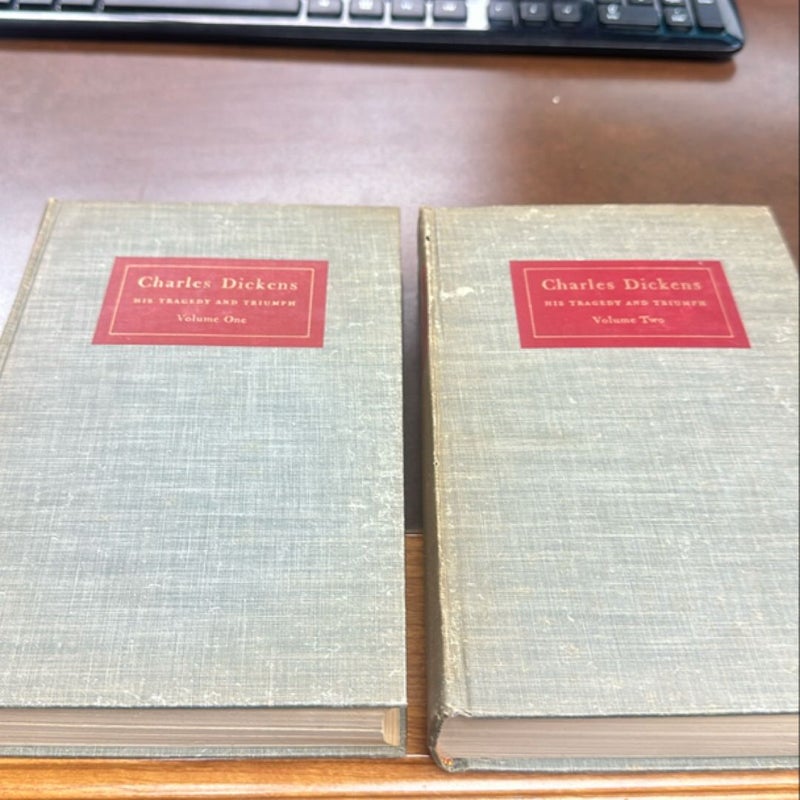 Charles Dickens
HIS TRAGEDY AND TRIUMPH
Volume One
Charles Dickens
HIS TRAGEDY AND TRIUMPH
Volume Two